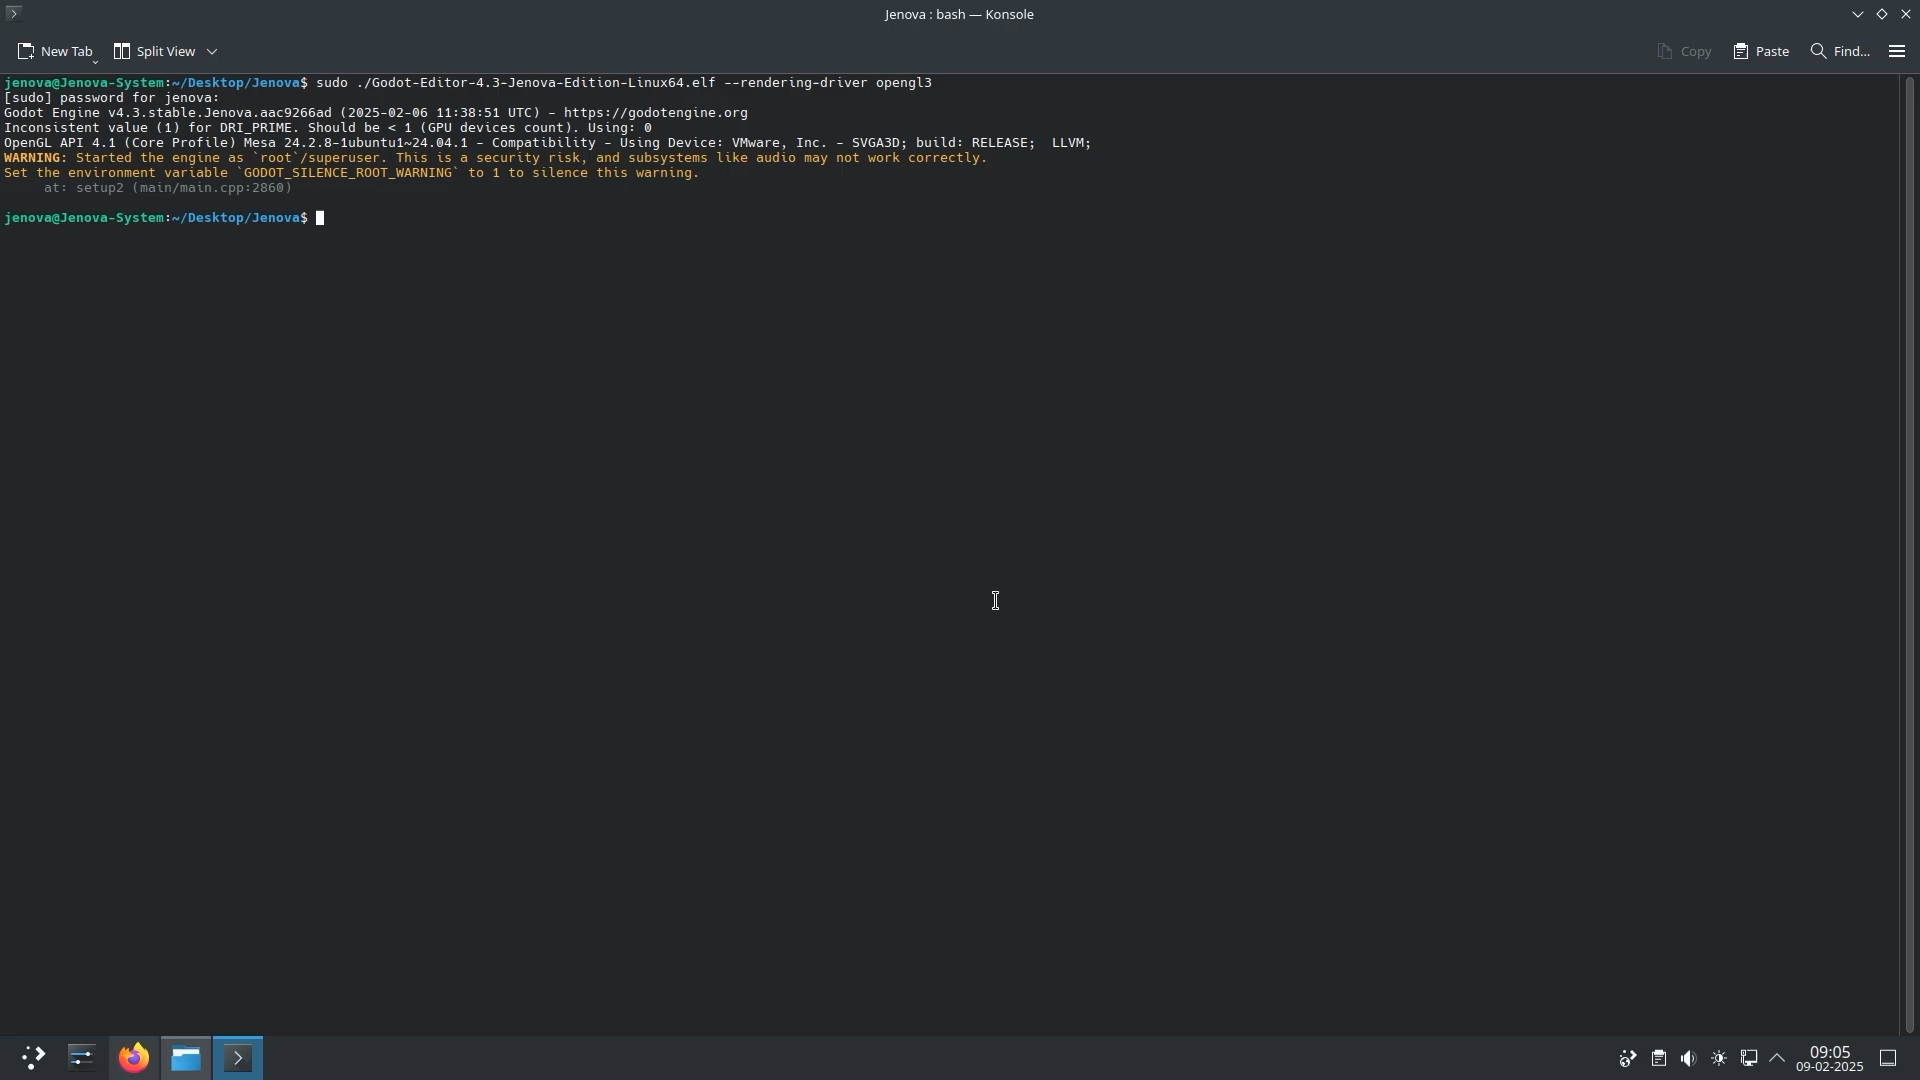 Jenova : bash — Konsole
New Tab
Split View
Copy
Paste
Find...
jenova@Jenova-System:~/Desktop/Jenova$ sudo ./Godot-Editor-4.3-Jenova-Edition-Linux64.elf --rendering-driver opengl3
[sudo] password for jenova:
Godot Engine v4.3.stable.Jenova.aac9266ad (2025-02-06 11:38:51 UTC) - https://godotengine.org
Inconsistent value (1) for DRI_PRIME. Should be < 1 (GPU devices count). Using: 0
OpenGL API 4.1 (Core Profile) Mesa 24.2.8-1ubuntu1~24.04.1 - Compatibility - Using Device: VMware, Inc. - SVGA3D; build: RELEASE;  LLVM;
WARNING: Started the engine as `root`/superuser. This is a security risk, and subsystems like audio may not work correctly.
Set the environment variable `GODOT_SILENCE_ROOT_WARNING` to 1 to silence this warning.
     at: setup2 (main/main.cpp:2860)
jenova@Jenova-System:~/Desktop/Jenova$
09:05
09-02-2025